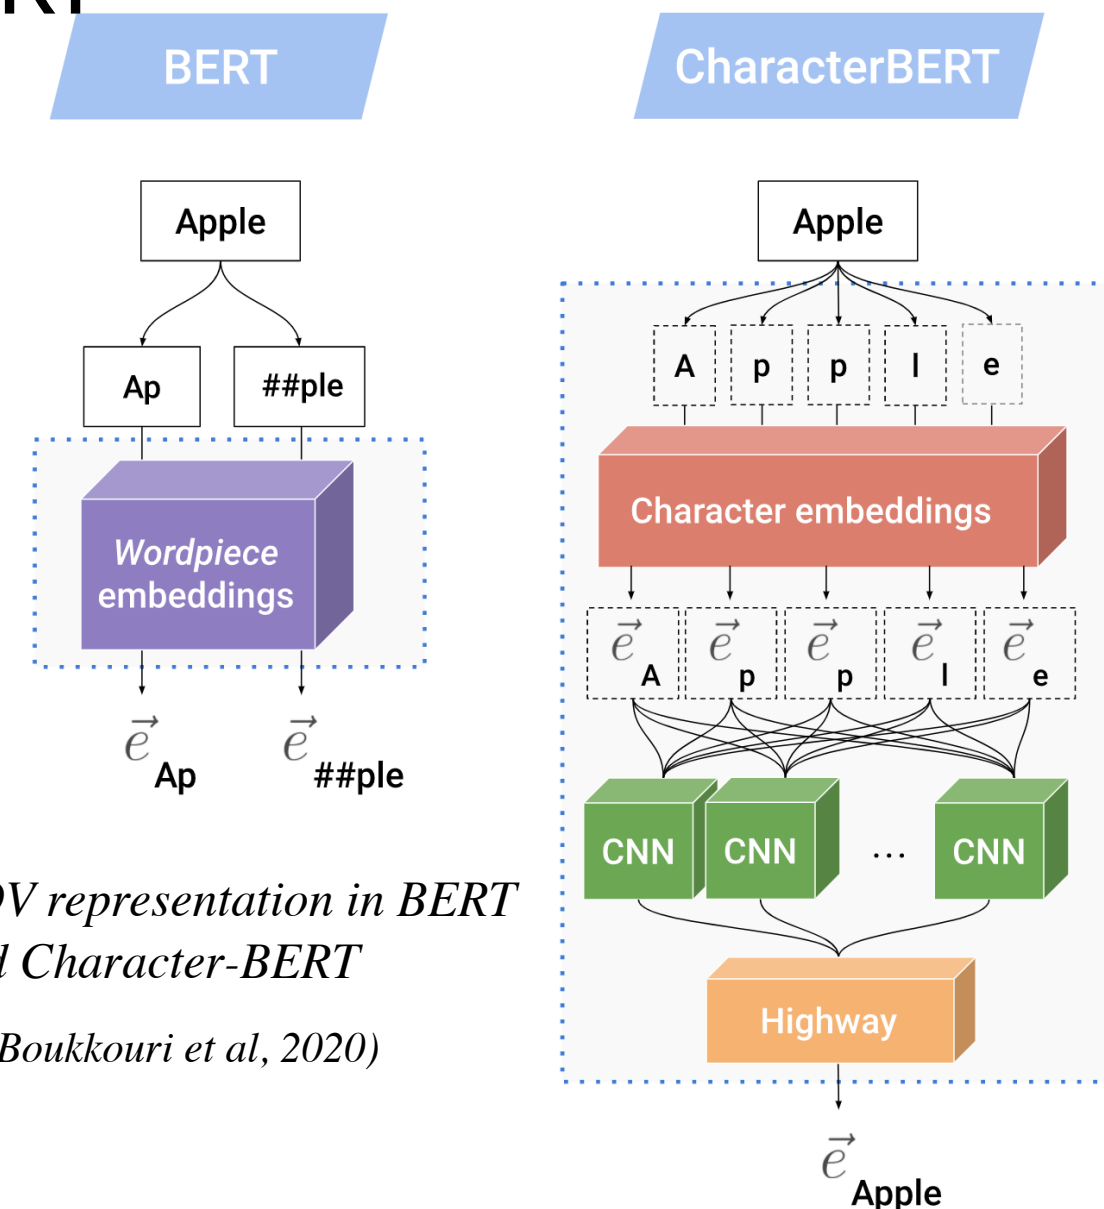 BERT
CharacterBERT
Apple
Ap
##ple
Wordpiece
embeddings
e⃗ Ap
e⃗ ##ple
Apple
A p p l e
Character embeddings
e⃗ A e⃗ p e⃗ p e⃗ l e⃗ e
CNN CNN ... CNN
Highway
e⃗ Apple
representation in BERT
Character-BERT
Boukkouri et al, 2020)